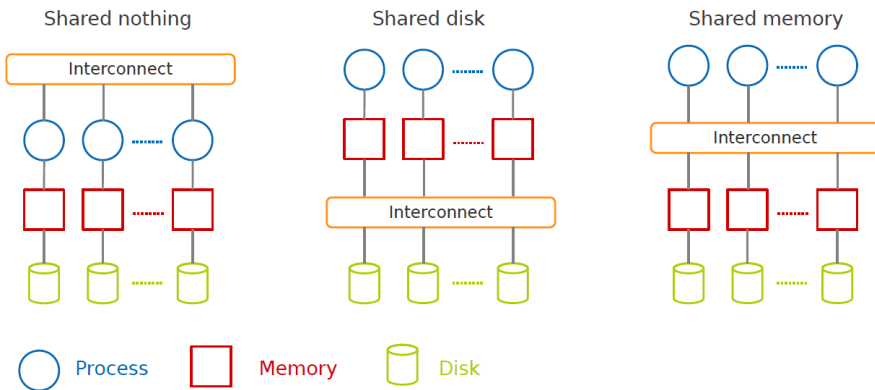 Shared nothing
Shared disk
Shared memory
Interconnect
Interconnect
Interconnect
Process
Memory
Disk